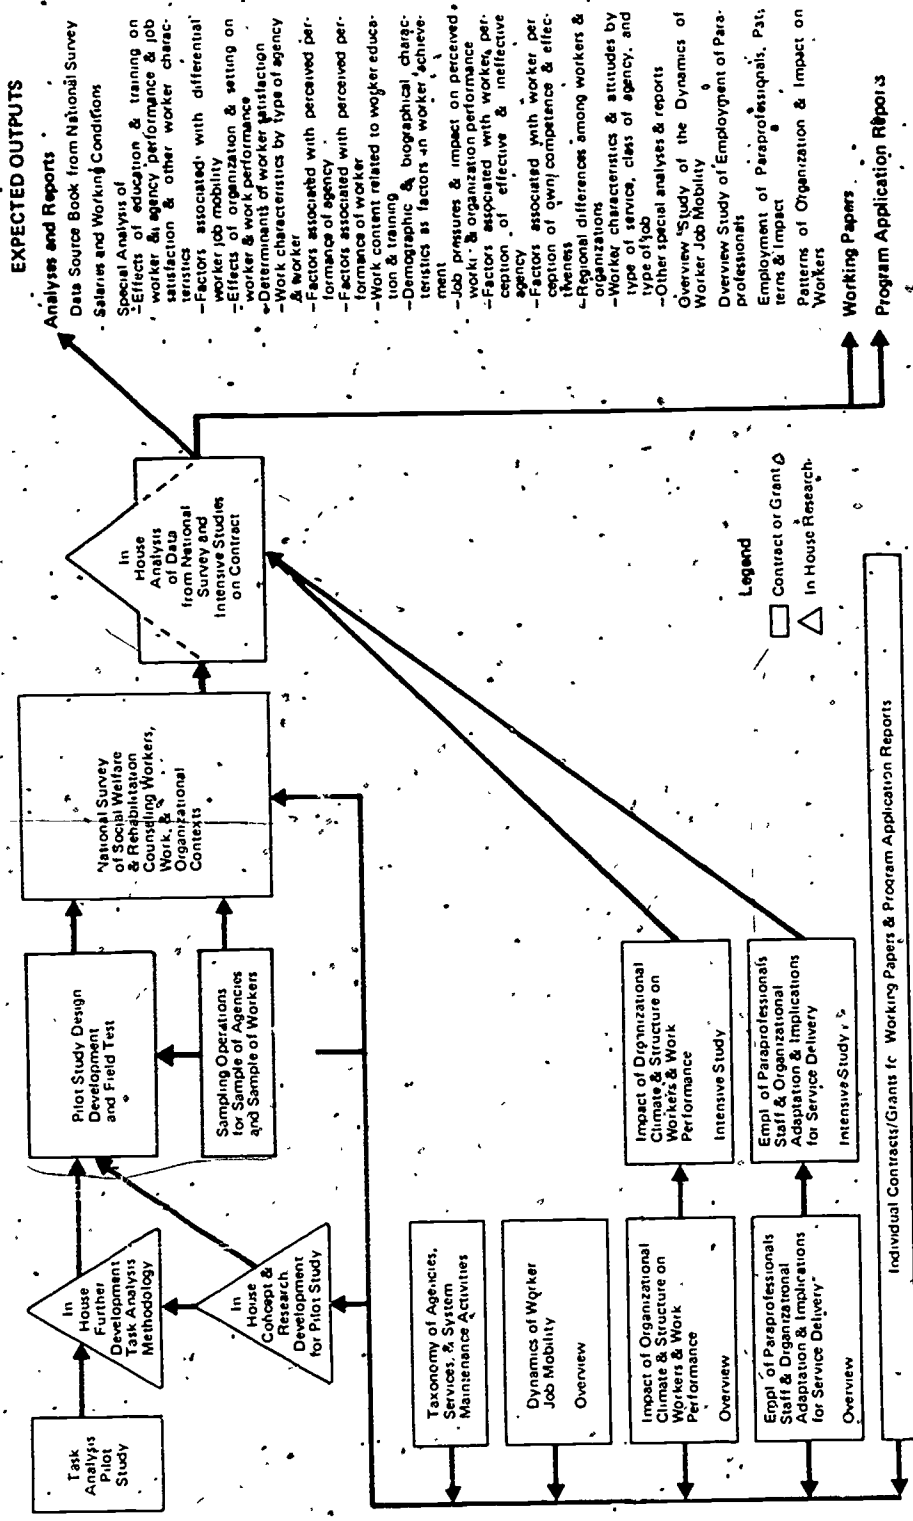 Task
Analysis
Pilot
Study
In
House
Further
Development
Task Analysis
Methodology
In
House
Concept &
Research
Development
for Pilot Study
Pilot Study Design
Development
and Field Test
Sampling Operations
for Sample of Agencies
and Sample of Workers
National Survey
of Social Welfare
& Rehabilitation
Counseling Workers,
Work, &
Organizational
Contexts
In
House
Analysis
of Data
from National
Survey and
Intensive Studies
on Contract
Taxonomy of Agencies,
Services, & System
Maintenance Activities
Dynamics of Worker
Job Mobility
Overview
Impact of Organizational
Climate & Structure on
Workers & Work
Performance
Overview
Empl of Paraprofessionals
Staff & Organizational
Adaptation & Implications
for Service Delivery
Overview
Impact of Organizational
Climate & Structure on
Workers & Work
Performance
Intensive Study
Empl of Paraprofessionals
Staff & Organizational
Adaptation & Implications
for Service Delivery
Intensive Study
Individual Contracts/Grants fc Working Papers & Program Application Reports
Legend
Contract or Grant
In House Research
EXPECTED OUTPUTS
Analyses and Reports
Data Source Book from National Survey
Salaries and Working Conditions
Special Analysis of
–Effects of education & training on
worker & agency performance & job
satisfaction & other worker charac-
teristics
–Factors associated with differential
worker job mobility
–Effects of organization & setting on
worker & work performance
–Determinants of worker satisfaction
–Work characteristics by type of agency
& worker
–Factors associated with perceived per-
formance of agency
–Factors associated with perceived per-
formance of worker
–Work content related to worker educa-
tion & training
–Demographic & biographical charac-
teristics as factors in worker achieve-
ment
–Job pressures & impact on perceived
work & organization performance
–Factors associated with worker per-
ception of effective & ineffective
agency
–Factors associated with worker per
ception of own competence & effec-
tiveness
–Regional differences among workers &
organizations
–Worker characteristics & attitudes by
type of service, class of agency, and
type of job
–Other special analyses & reports
Overview Study of the Dynamics of
Worker Job Mobility
Overview Study of Employment of Para-
professionals
Employment of Paraprofessionals, Pat-
terns & Impact
Patterns of Organization & Impact on
Workers
Working Papers
Program Application Reports